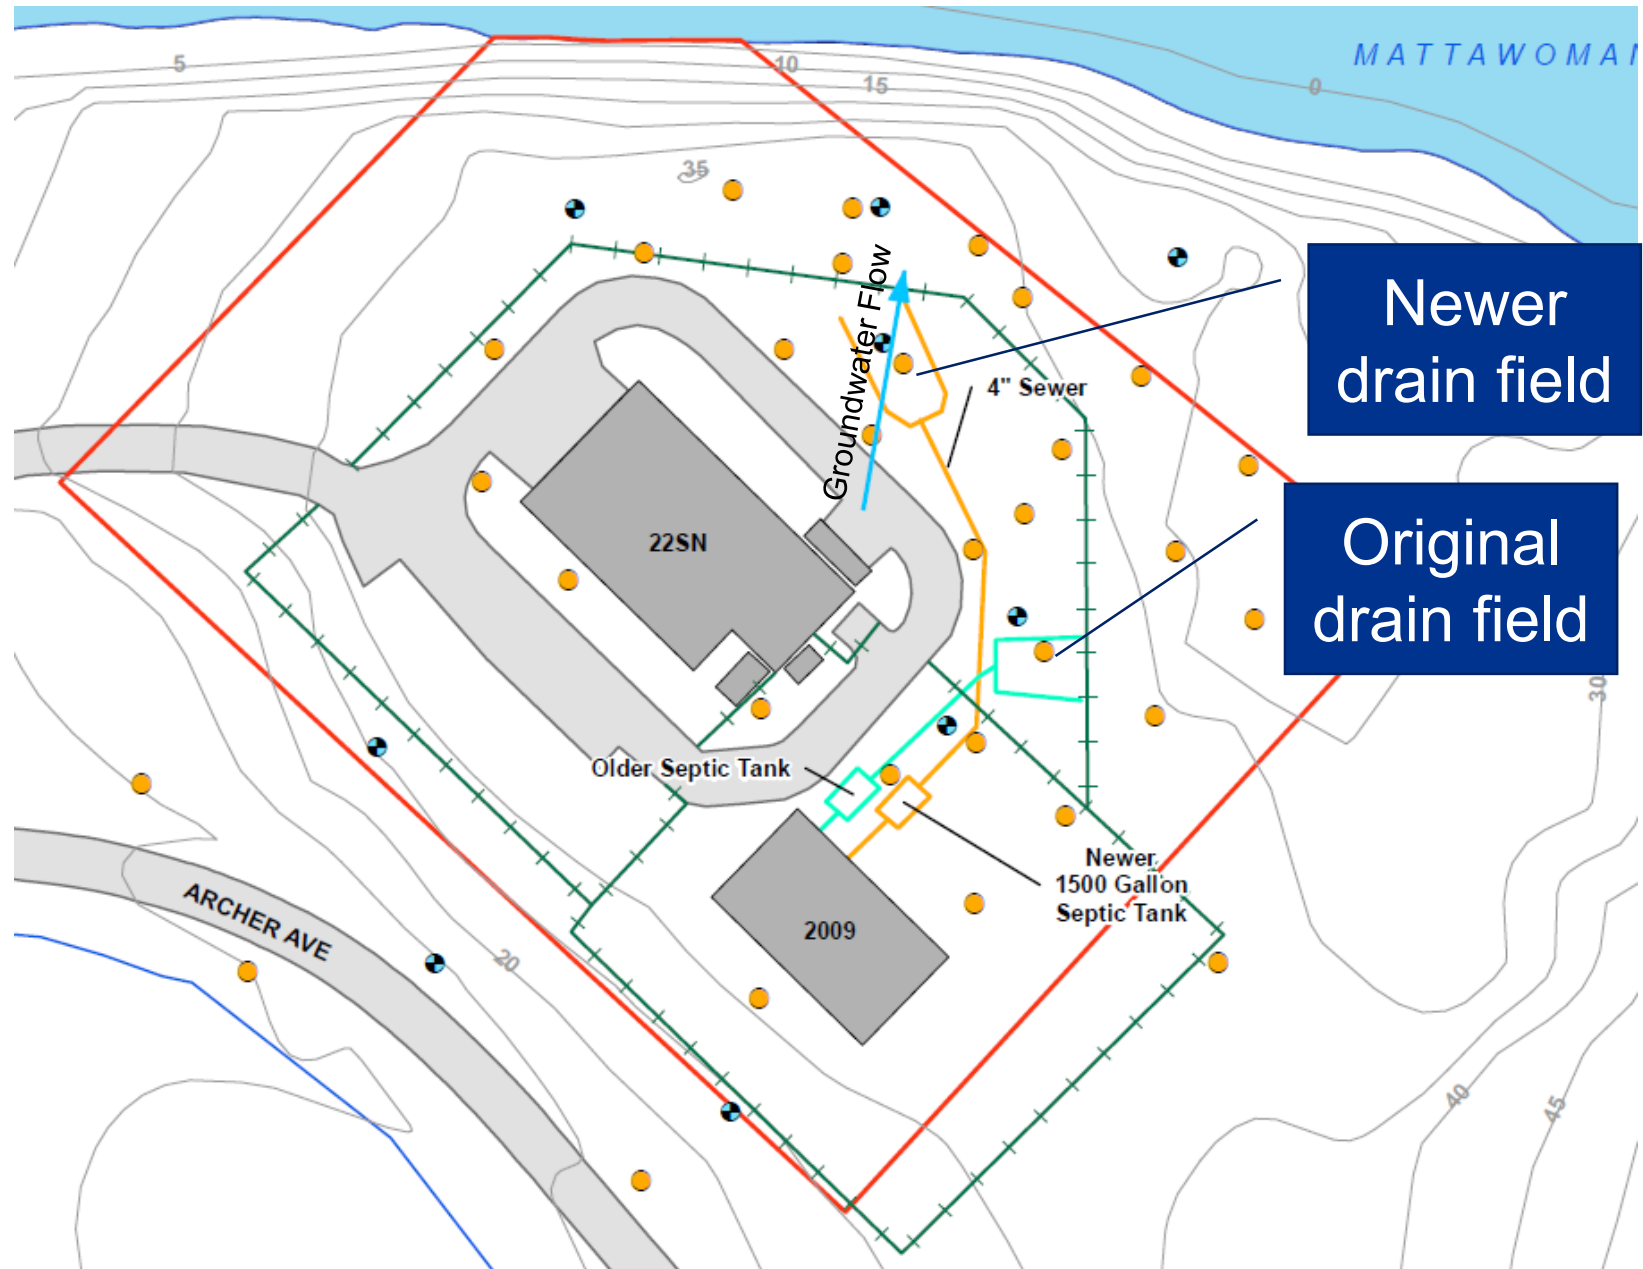 MATTAWOMAN
5
10
15
0
35
Newer
drain field
Groundwater Flow
4" Sewer
Original
drain field
22SN
30
Older Septic Tank
Newer
1500 Gallon
Septic Tank
ARCHER AVE
2009
20
40
45